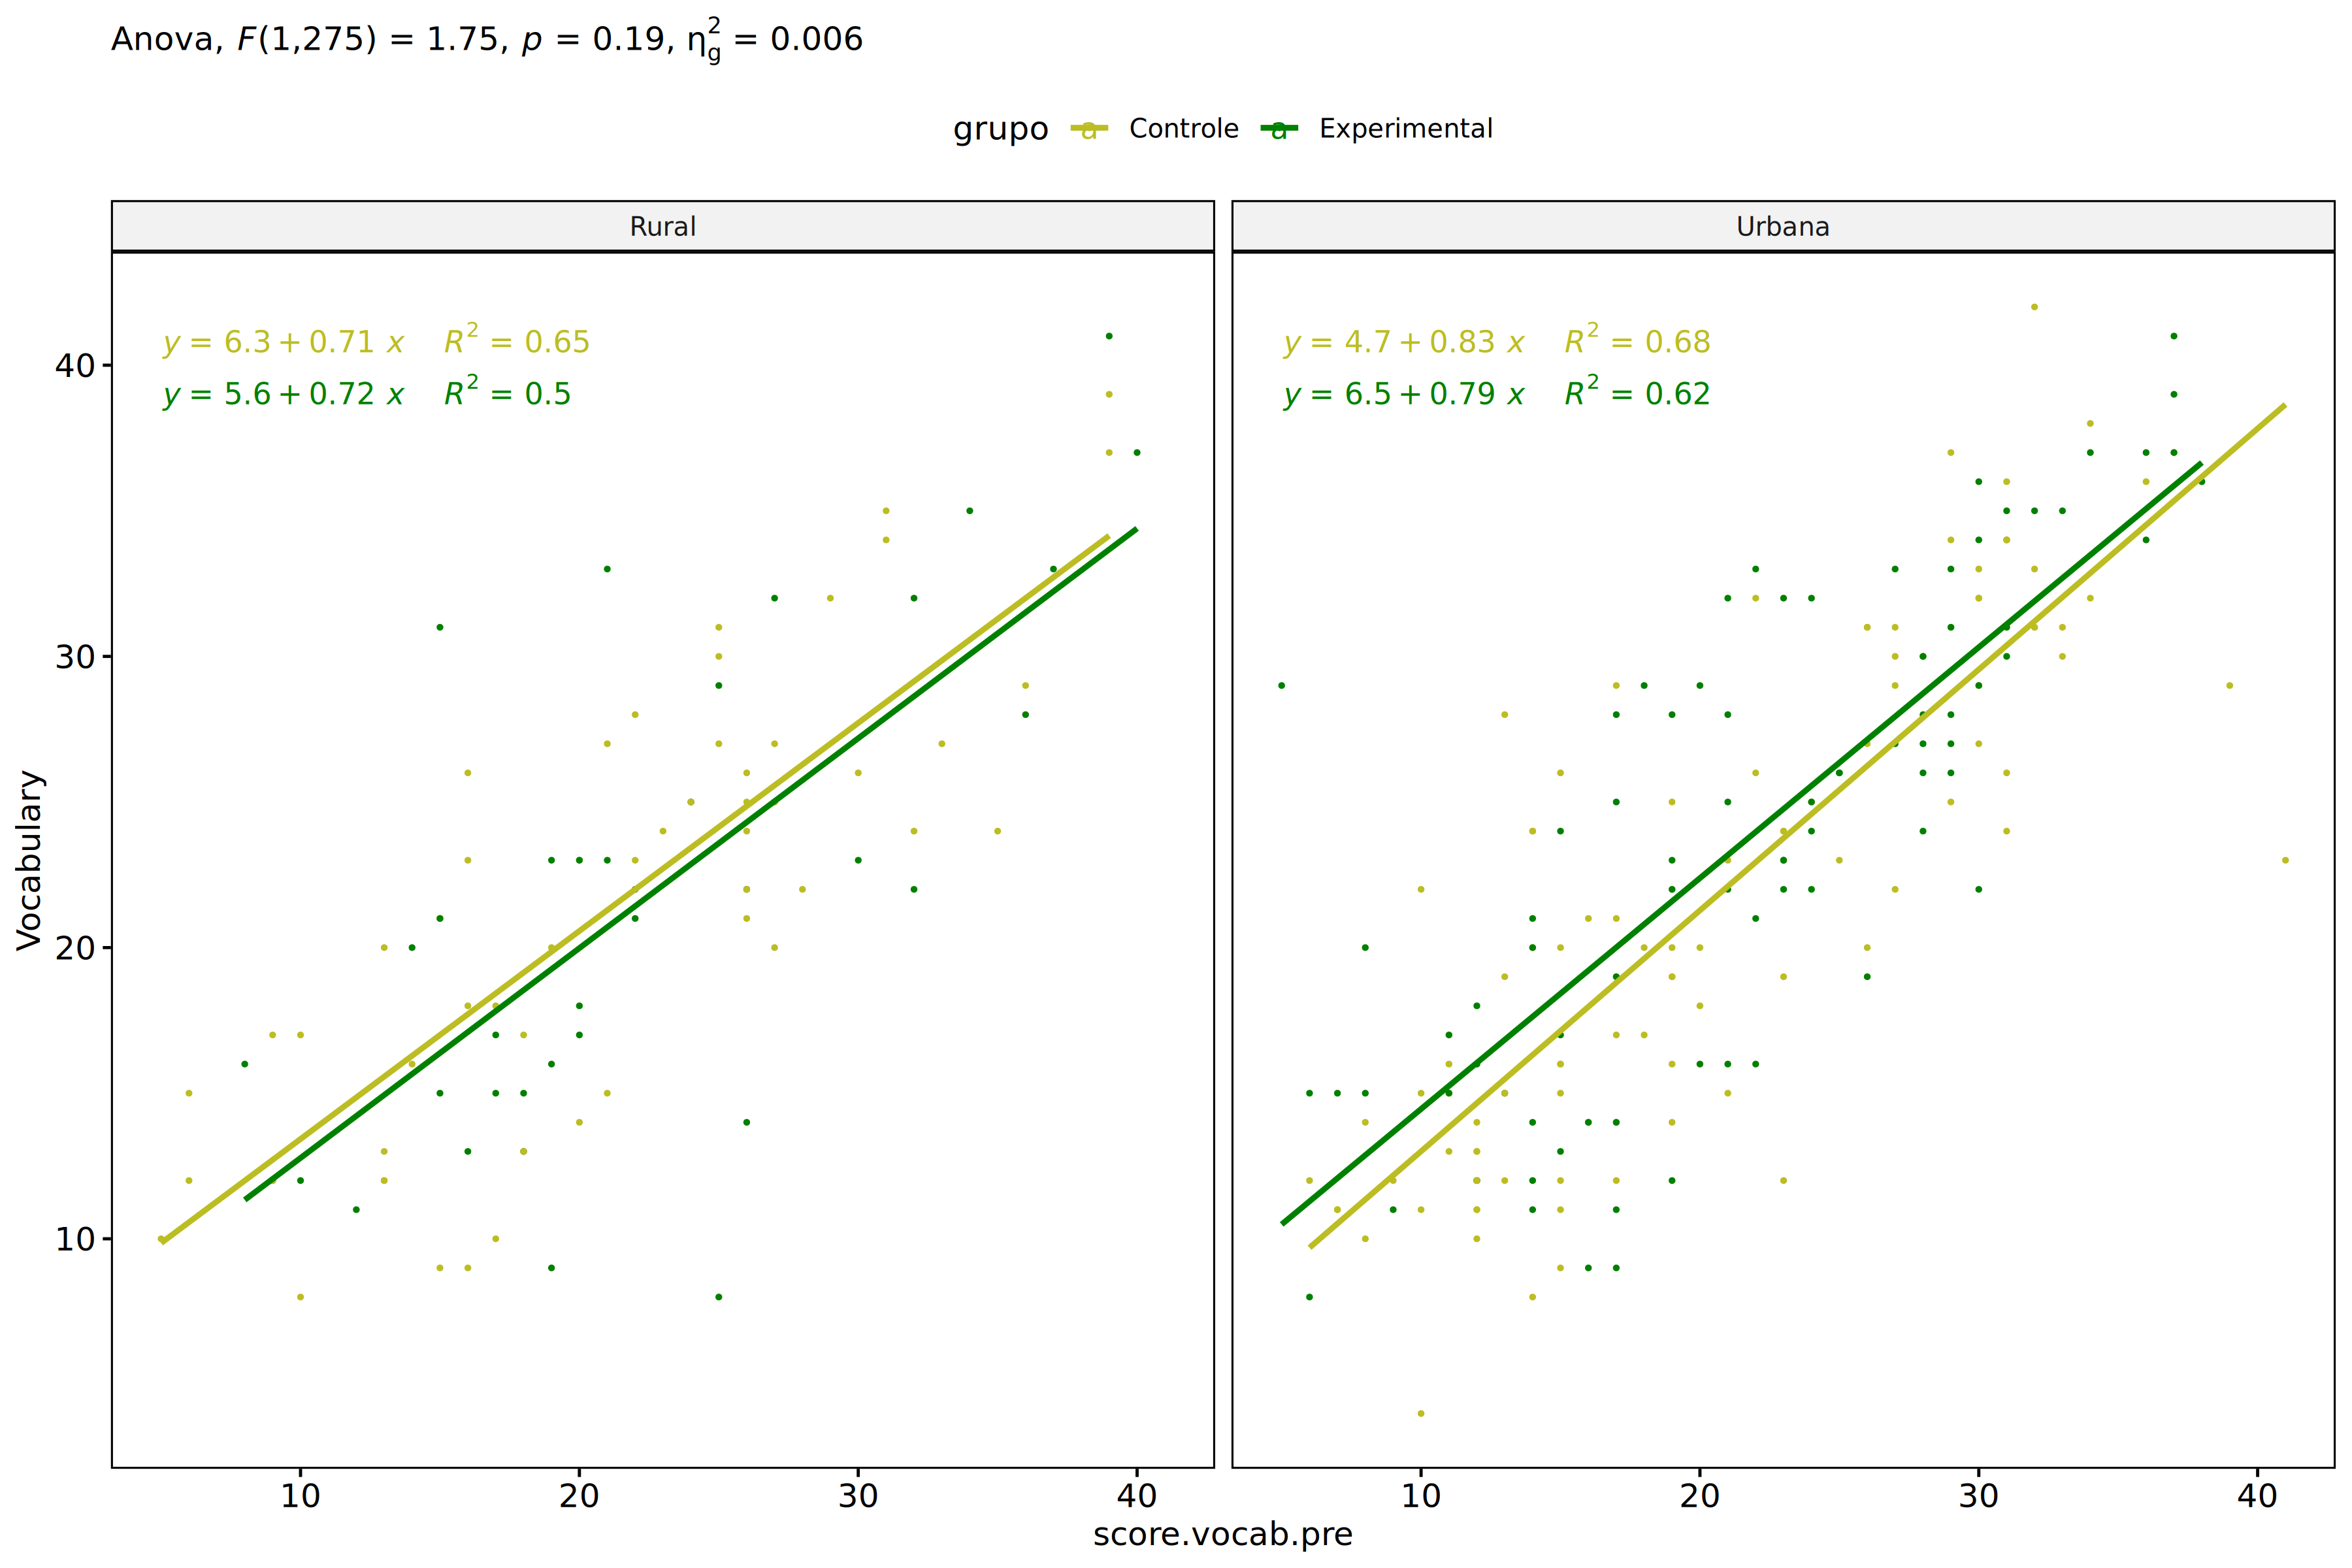 Anova, F(1,275) = 1.75, p = 0.19, η²g = 0.006
grupo a Controle a Experimental
Rural
Urbana
y = 6.3 + 0.71 x R² = 0.65
y = 5.6 + 0.72 x R² = 0.5
y = 4.7 + 0.83 x R² = 0.68
y = 6.5 + 0.79 x R² = 0.62
Vocabulary
40
30
20
10
10 20 30 40
10 20 30 40
score.vocab.pre